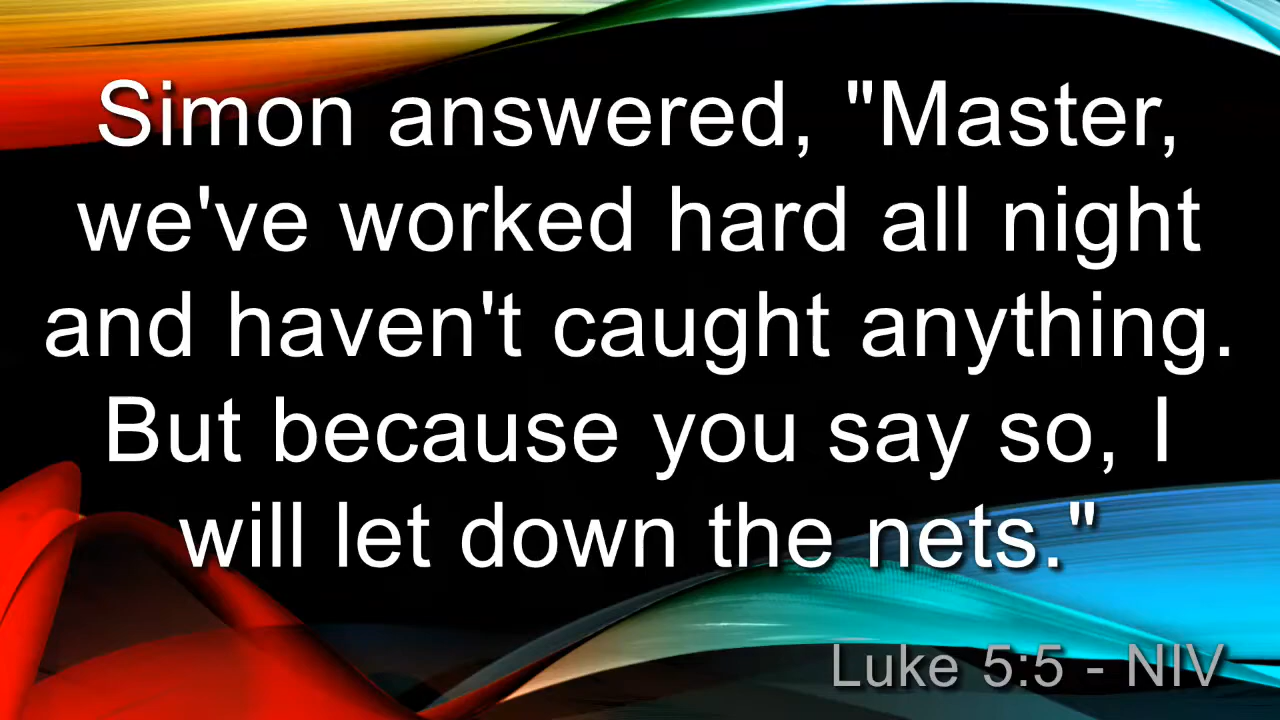 Simon answered, "Master,
we've worked hard all night
and haven't caught anything.
But because you say so, I
will let down the nets."
Luke 5:5 - NIV